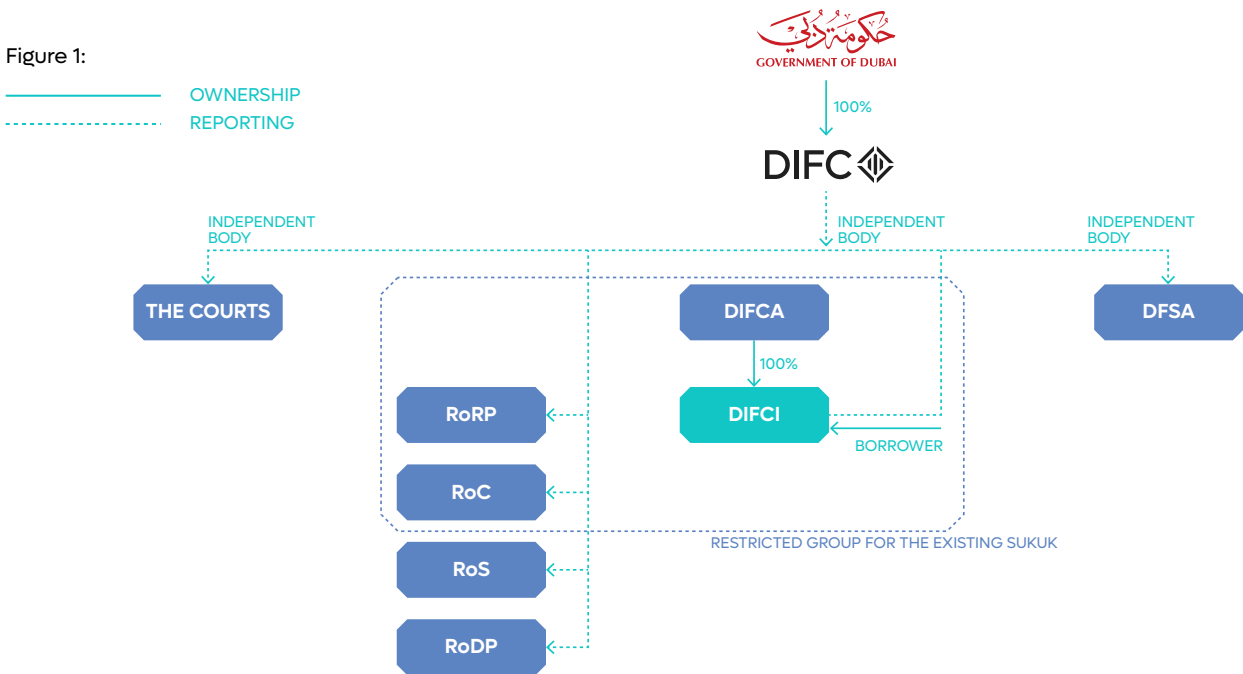 حكومة دبي
GOVERNMENT OF DUBAI
Figure 1:
OWNERSHIP
REPORTING
100%
DIFC
INDEPENDENT
BODY
INDEPENDENT
BODY
INDEPENDENT
BODY
THE COURTS
DIFCA
DFSA
100%
RoRP
DIFCI
BORROWER
RoC
RESTRICTED GROUP FOR THE EXISTING SUKUK
RoS
RoDP